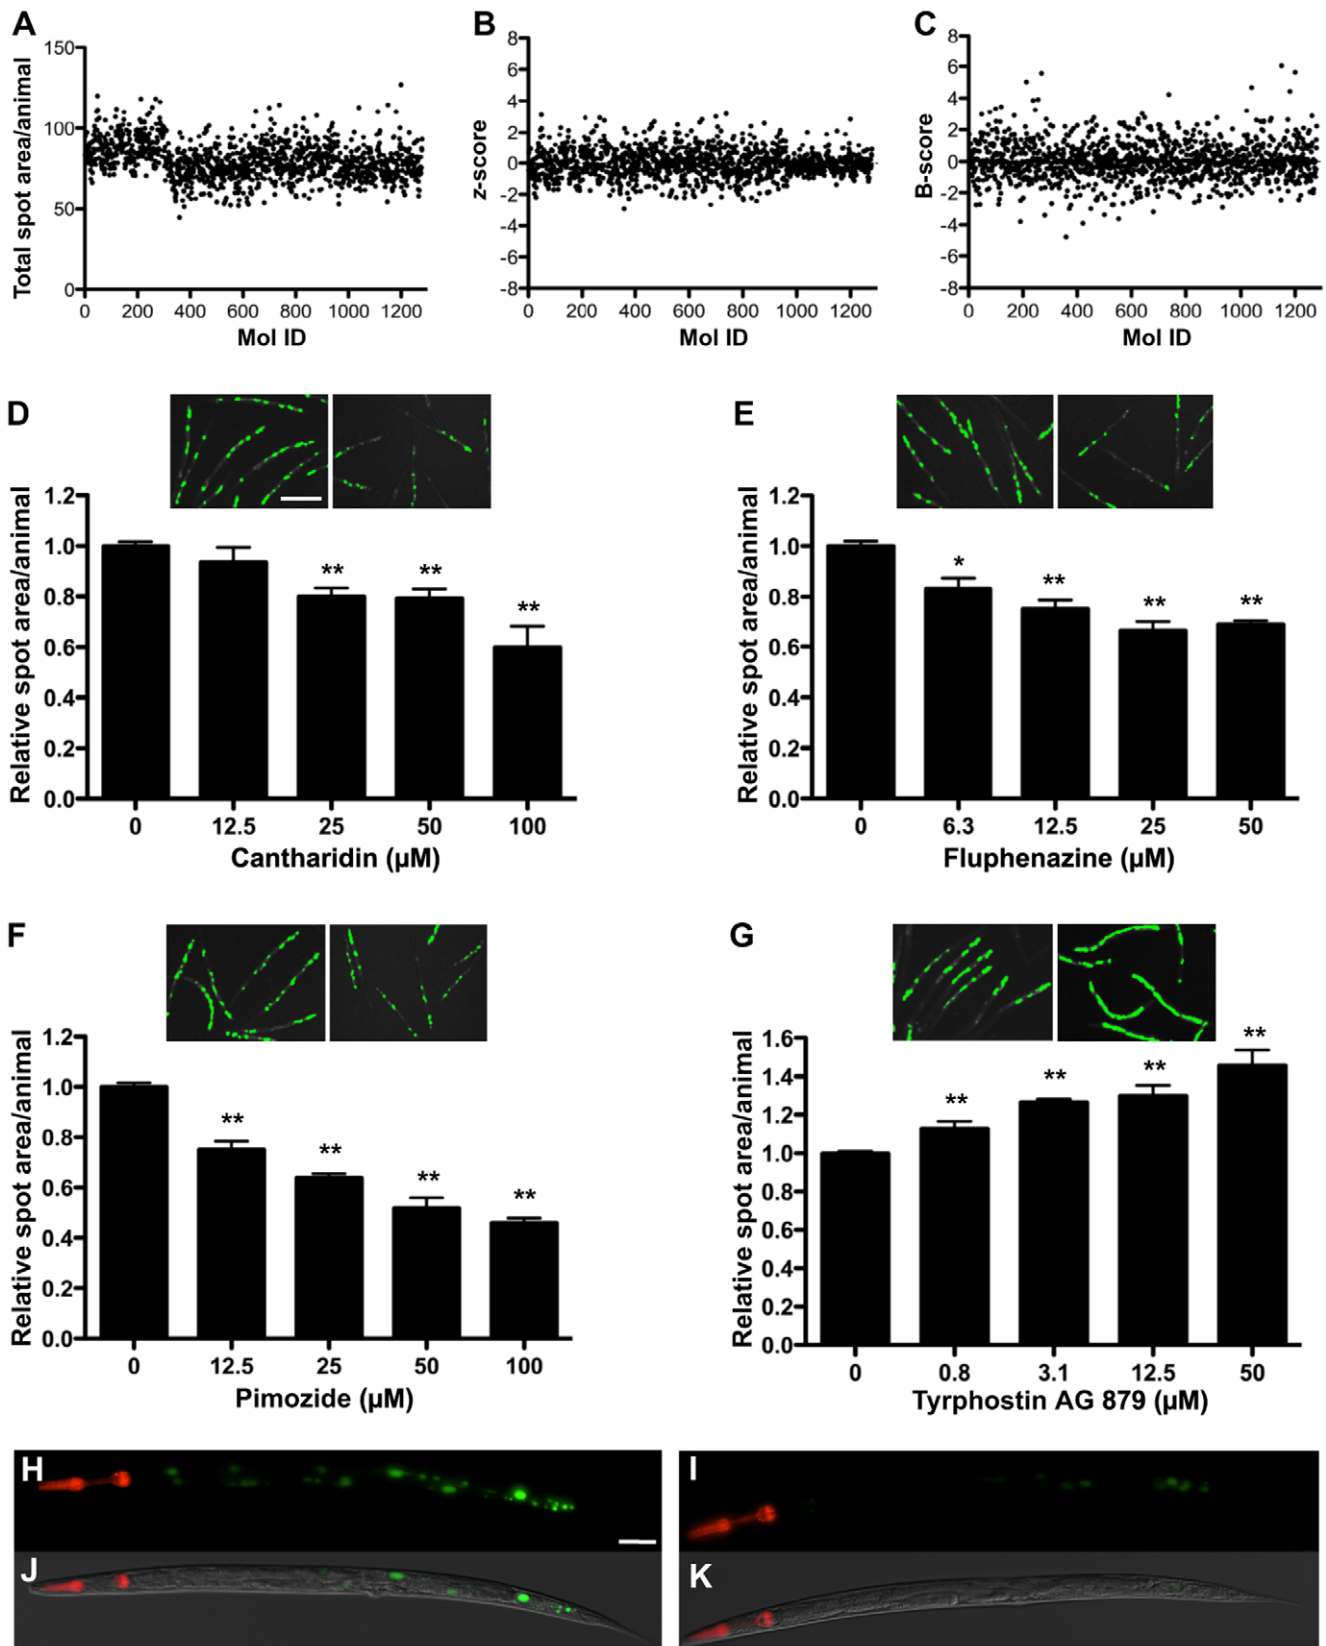 A
B
C
150
100
50
0
Total spot area/animal
0 200 400 600 800 1000 1200
Mol ID
8
6
4
2
0
-2
-4
-6
-8
z-score
0 200 400 600 800 1000 1200
Mol ID
8
6
4
2
0
-2
-4
-6
-8
B-score
0 200 400 600 800 1000 1200
Mol ID
D
1.2
1.0
0.8
0.6
0.4
0.2
0.0
Relative spot area/animal
** ** **
0 12.5 25 50 100
Cantharidin (µM)
E
1.2
1.0
0.8
0.6
0.4
0.2
0.0
Relative spot area/animal
* ** ** **
0 6.3 12.5 25 50
Fluphenazine (µM)
F
1.2
1.0
0.8
0.6
0.4
0.2
0.0
Relative spot area/animal
** ** ** **
0 12.5 25 50 100
Pimozide (µM)
G
1.6
1.4
1.2
1.0
0.8
0.6
0.4
0.2
0.0
Relative spot area/animal
** ** ** **
0 0.8 3.1 12.5 50
Tyrphostin AG 879 (µM)
H
I
J
K